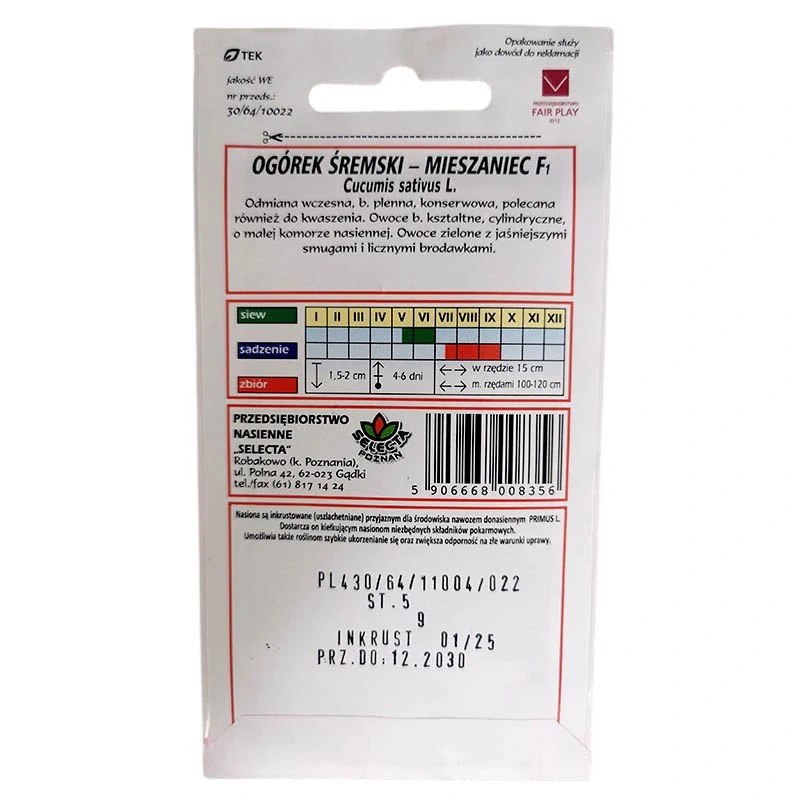 TEK
jakość WE
nr przeds.:
30/64/10022
Opakowanie służy
jako dowód do reklamacji
PRZEDSIĘBIORSTWO
FAIR PLAY
2012
OGÓREK ŚREMSKI – MIESZANIEC F1
Cucumis sativus L.
Odmiana wczesna, b. plenna, konserwowa, polecana
również do kwaszenia. Owoce b. kształtne, cylindryczne,
o małej komorze nasiennej. Owoce zielone z jaśniejszymi
smugami i licznymi brodawkami.
siew I II III IV V VI VII VIII IX X XI XII
sadzenie
zbiór
1,5-2 cm
4-6 dni
w rzędzie 15 cm
m. rzędami 100-120 cm
PRZEDSIĘBIORSTWO
NASIENNE
„SELECTA”
Robakowo (k. Poznania),
ul. Polna 42, 62-023 Gądki
tel./fax (61) 817 14 24
SELECTA
POZNAŃ
5 906668 008356
Nasiona są inkrustowane (uszlachetniane) przyjaznym dla środowiska nawozem donasiennym PRIMUS L.
Dostarcza on kiełkującym nasionom niezbędnych składników pokarmowych.
Umożliwia także roślinom szybkie ukorzenianie się oraz zwiększa odporność na złe warunki uprawy.
PL430/64/11004/022
ST.5
9
INKRUST 01/25
PRZ.DO:12.2030